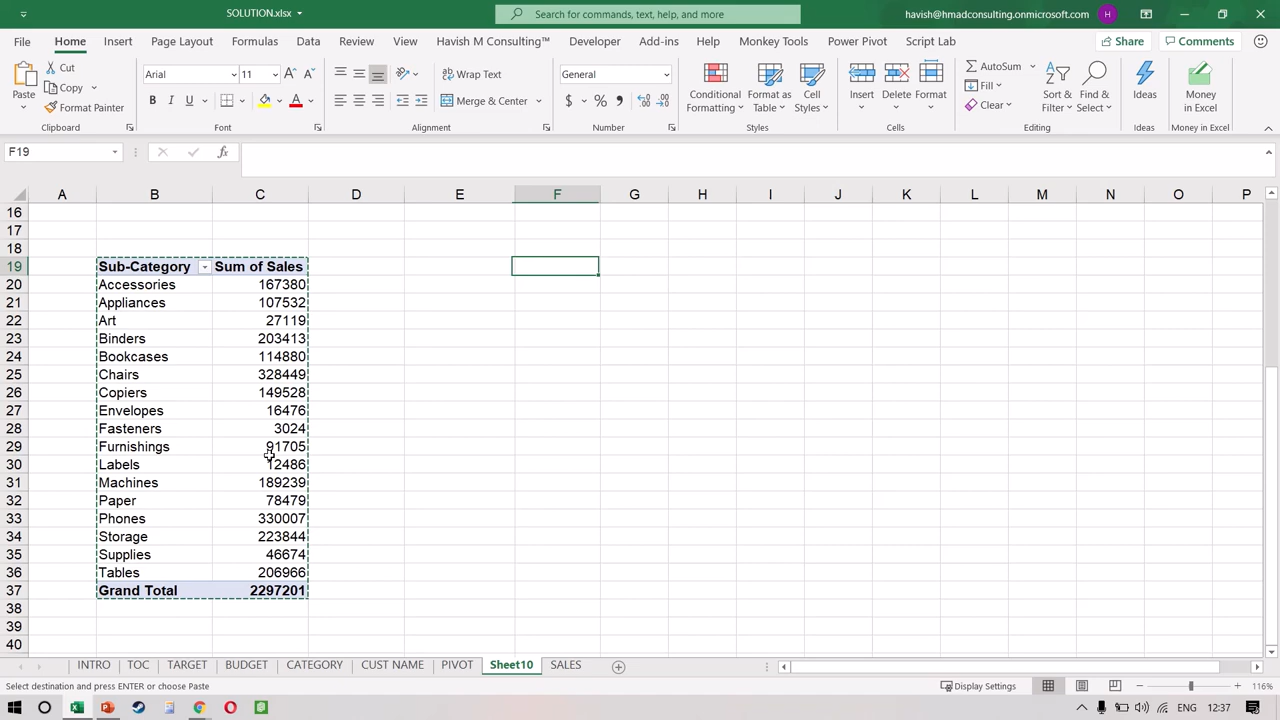 SOLUTION.xlsx
Search for commands, text, help, and more
havish@hmadconsulting.onmicrosoft.com
H
File
Home
Insert
Page Layout
Formulas
Data
Review
View
Havish M Consulting™
Developer
Add-ins
Help
Monkey Tools
Power Pivot
Script Lab
Share
Comments
Paste
Cut
Copy
Format Painter
Clipboard
Arial
11
B I U
Font
Wrap Text
Merge & Center
Alignment
General
$ % ,
Number
Conditional Formatting
Format as Table
Cell Styles
Styles
Insert
Delete
Format
Cells
AutoSum
Fill
Clear
Sort & Filter
Find & Select
Editing
Ideas
Ideas
Money in Excel
Money in Excel
F19
fx
A B C D E F G H I J K L M N O P
16
17
18
19 Sub-Category Sum of Sales
20 Accessories 167380
21 Appliances 107532
22 Art 27119
23 Binders 203413
24 Bookcases 114880
25 Chairs 328449
26 Copiers 149528
27 Envelopes 16476
28 Fasteners 3024
29 Furnishings 91705
30 Labels 12486
31 Machines 189239
32 Paper 78479
33 Phones 330007
34 Storage 223844
35 Supplies 46674
36 Tables 206966
37 Grand Total 2297201
38
39
40
INTRO TOC TARGET BUDGET CATEGORY CUST NAME PIVOT Sheet10 SALES
Select destination and press ENTER or choose Paste
Display Settings
116%
ENG
12:37